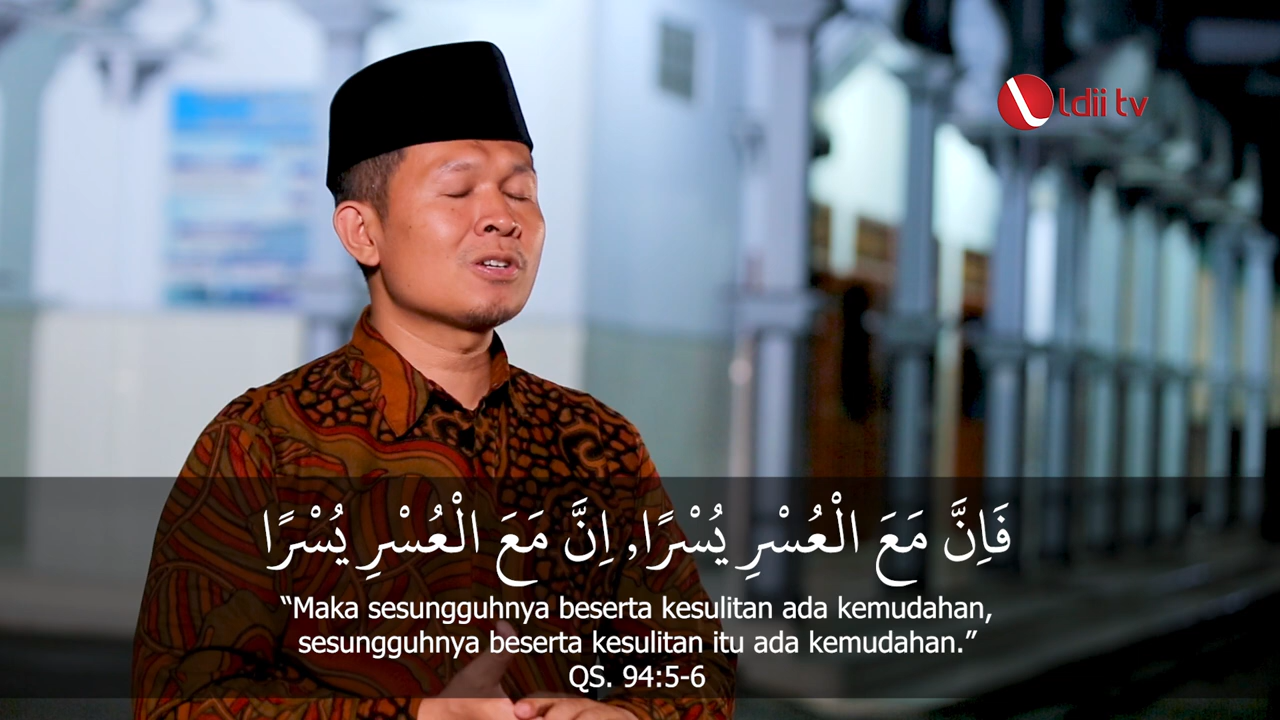 ldii tv
فَاِنَّ مَعَ الْعُسْرِ يُسْرًا, اِنَّ مَعَ الْعُسْرِ يُسْرًا
“Maka sesungguhnya beserta kesulitan ada kemudahan,
sesungguhnya beserta kesulitan itu ada kemudahan.”
QS. 94:5-6